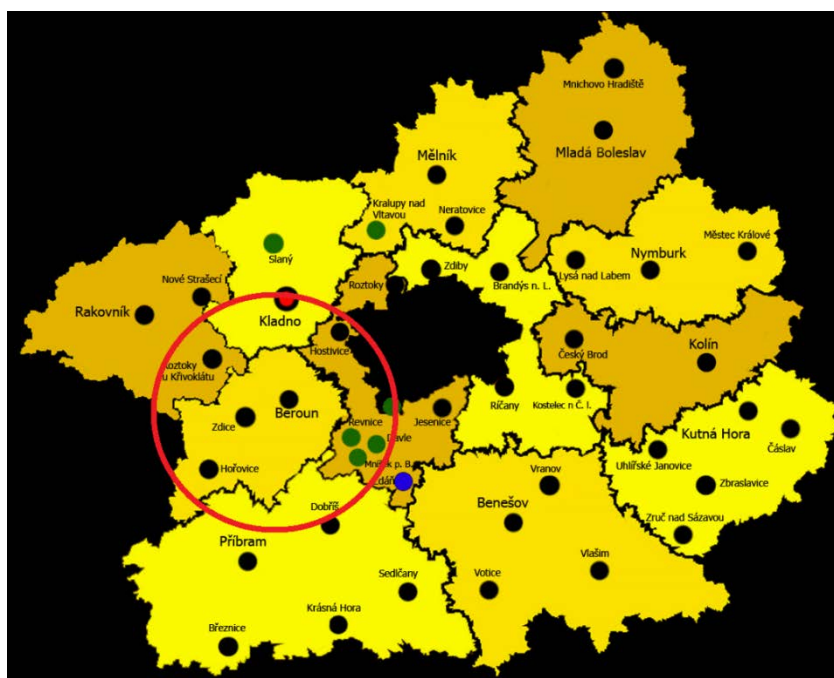 Mnichovo Hradiště
Mladá Boleslav
Mělník
Kralupy nad
Vltavou
Neratovice
Městec Králové
Nymburk
Slaný
Zdiby
Lysá nad Labem
Brandýs n. L.
Nové Strašecí
Roztoky
Rakovník
Kladno
Hostivice
Kolín
Český Brod
Roztoky
u Křivoklátu
Beroun
Říčany
Kostelec n Č. l.
Zdice
Revnice
Jesenice
Kutná Hora
Čáslav
Davle
Uhlířské Janovice
Mníšek p. B.
Hořovice
Vranov
Zbraslavice
Dobříš
Benešov
Zruč nad Sázavou
Příbram
Vlašim
Sedlčany
Votice
Krásná Hora
Březnice